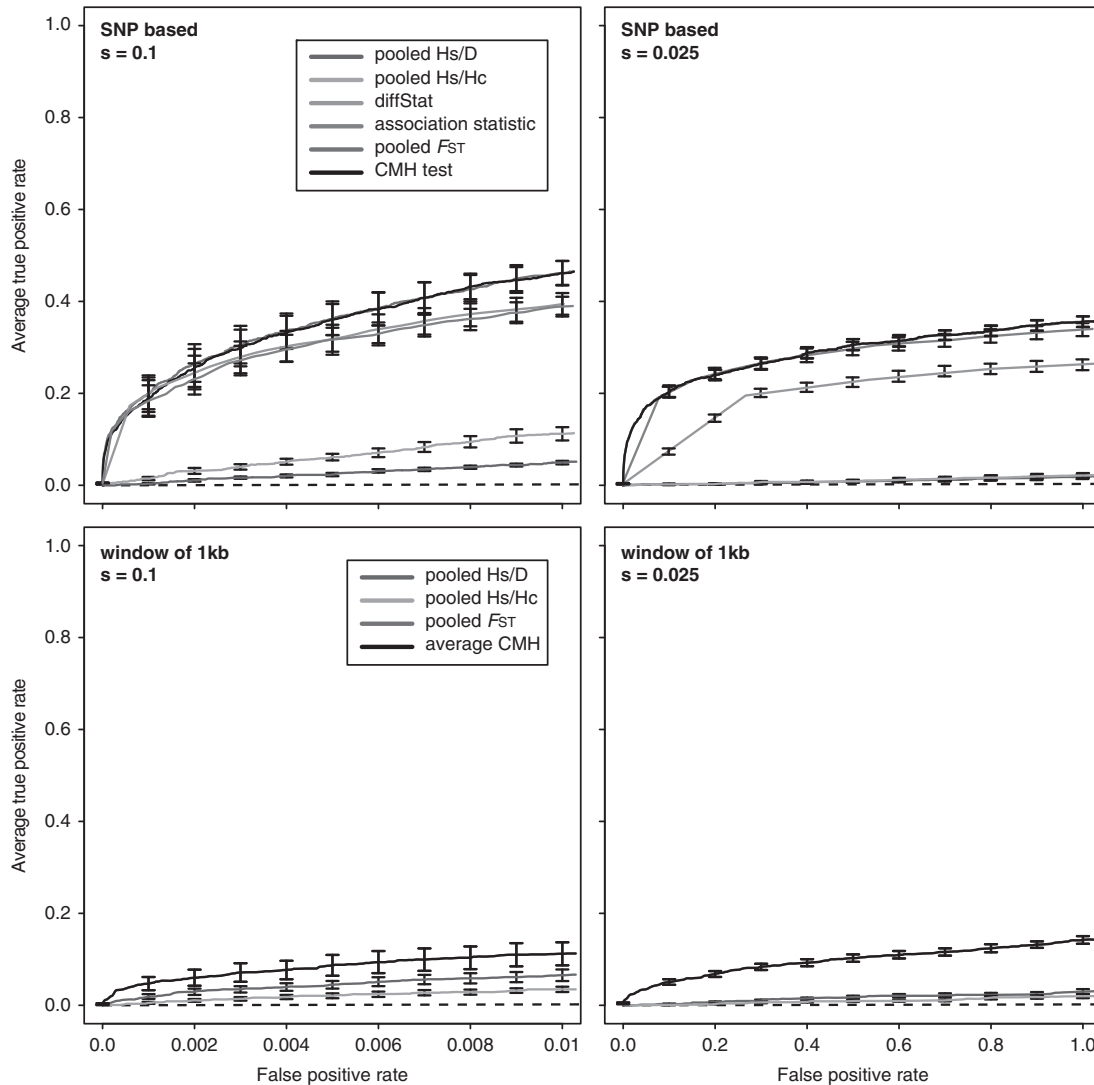 SNP based
s = 0.1
pooled Hs/D
pooled Hs/Hc
diffStat
association statistic
pooled FST
CMH test
1.0
0.8
0.6
0.4
0.2
0.0
Average true positive rate
SNP based
s = 0.025
window of 1kb
s = 0.1
pooled Hs/D
pooled Hs/Hc
pooled FST
average CMH
1.0
0.8
0.6
0.4
0.2
0.0
Average true positive rate
0.0 0.002 0.004 0.006 0.008 0.01
False positive rate
window of 1kb
s = 0.025
0.0 0.2 0.4 0.6 0.8 1.0
False positive rate